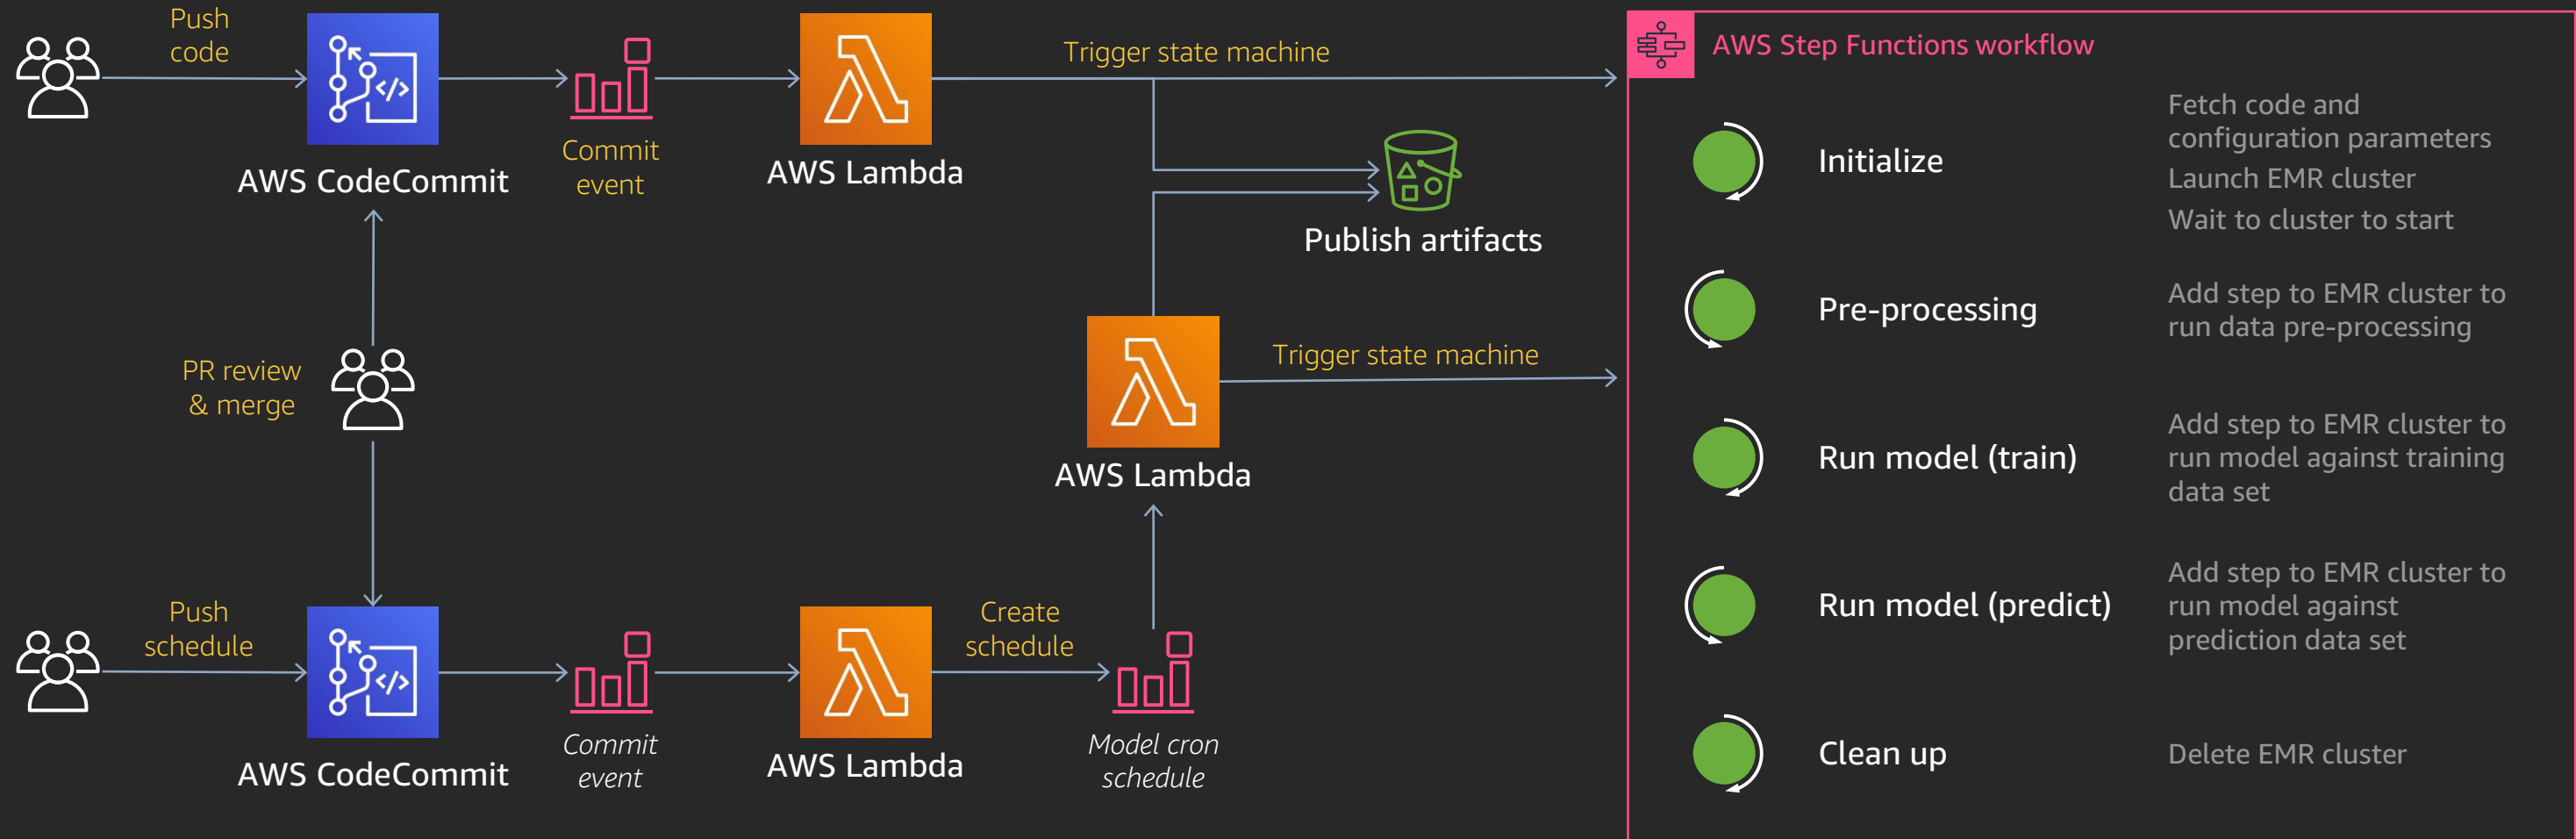 Push
code
AWS CodeCommit
Commit
event
AWS Lambda
Trigger state machine
Publish artifacts
PR review
& merge
AWS Lambda
Trigger state machine
Push
schedule
AWS CodeCommit
Commit
event
AWS Lambda
Create
schedule
Model cron
schedule
AWS Step Functions workflow
Initialize
Fetch code and
configuration parameters
Launch EMR cluster
Wait to cluster to start
Pre-processing
Add step to EMR cluster to
run data pre-processing
Run model (train)
Add step to EMR cluster to
run model against training
data set
Run model (predict)
Add step to EMR cluster to
run model against
prediction data set
Clean up
Delete EMR cluster